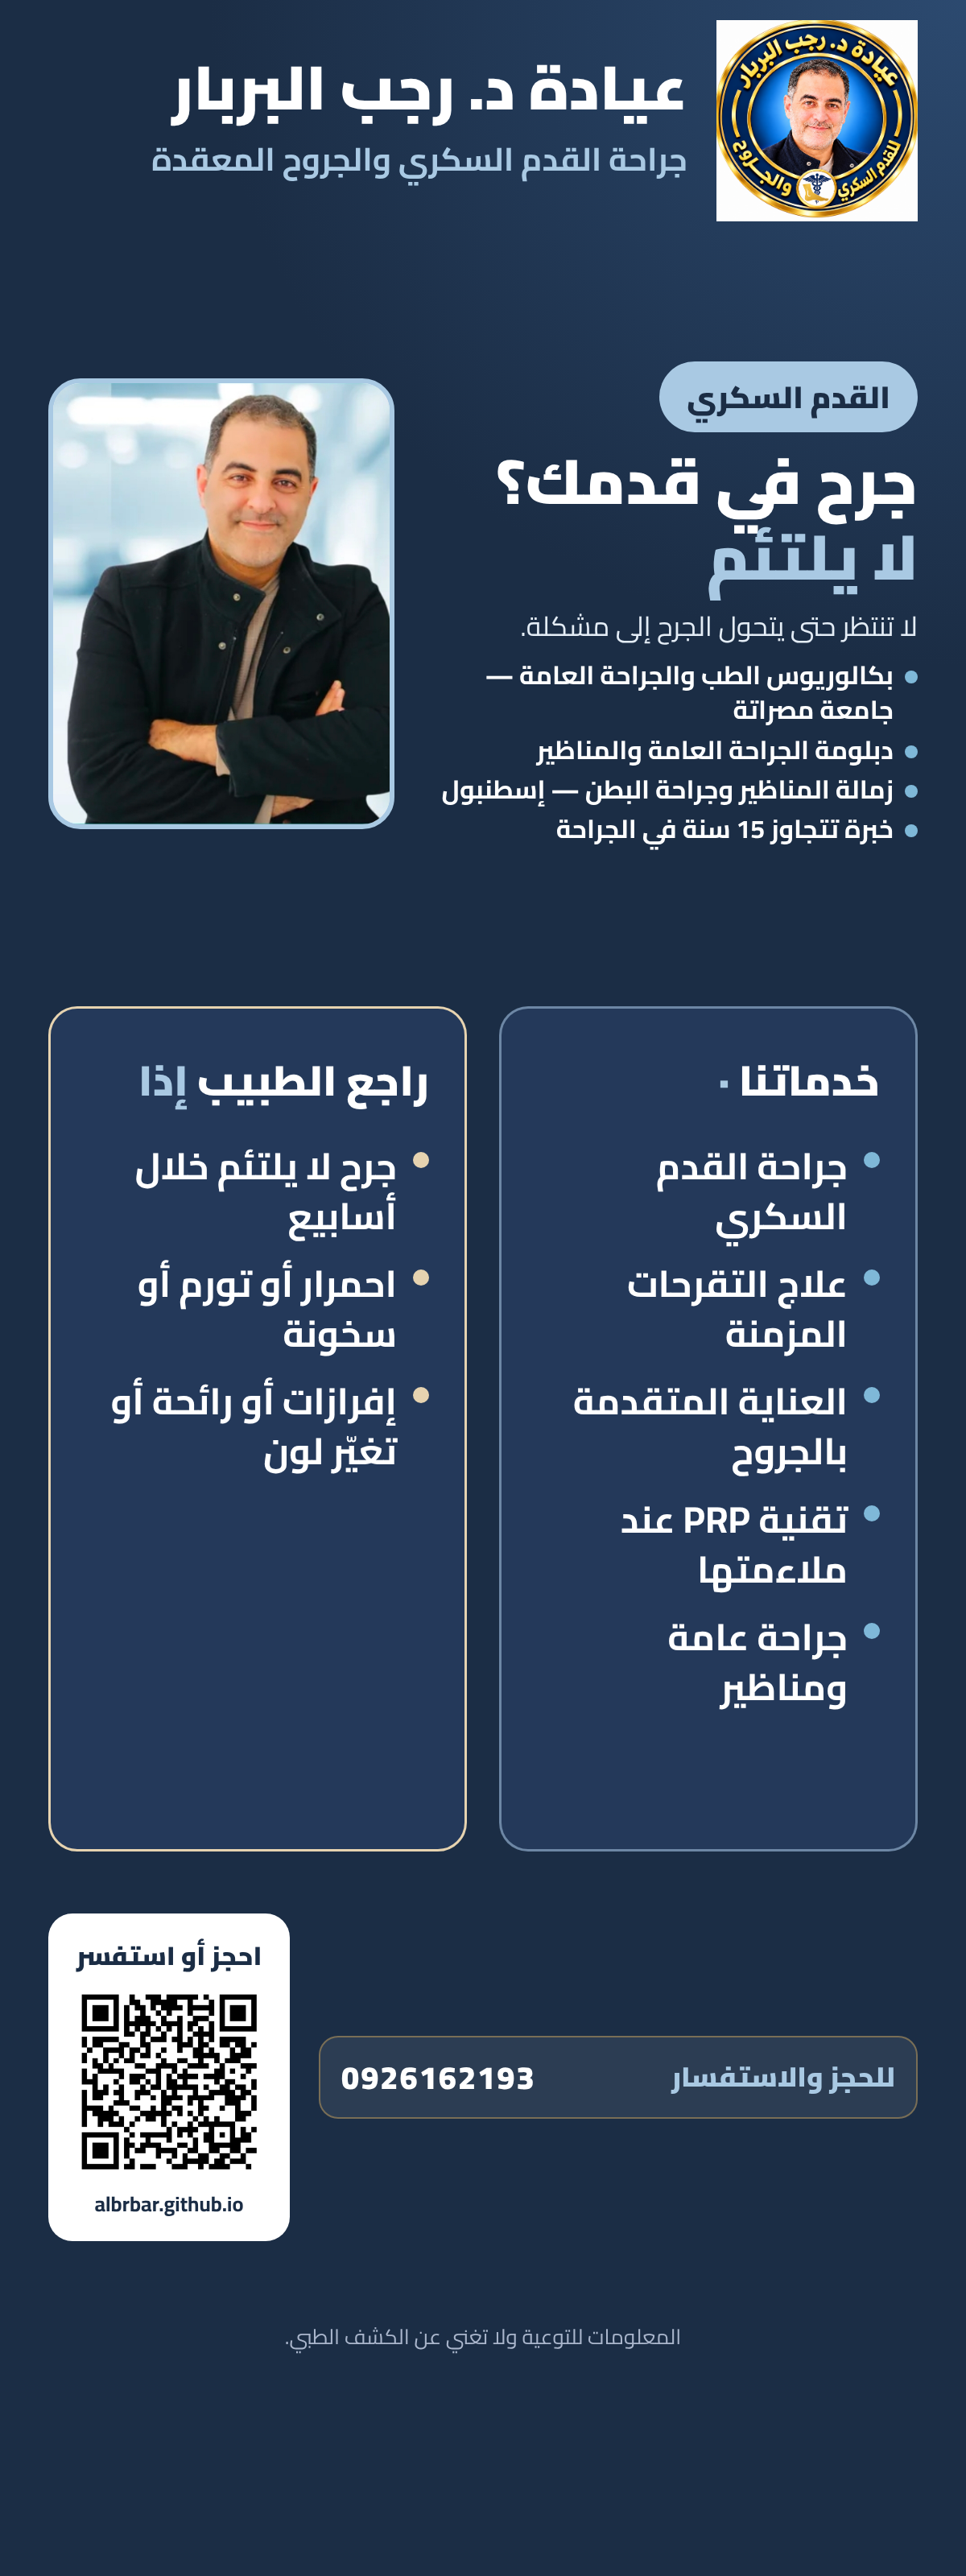 عيادة د. رجب البربار
للقدم السكري والجروح
عيادة د. رجب البربار
جراحة القدم السكري والجروح المعقدة
القدم السكري
جرح في قدمك؟
لا يلتئم
لا تنتظر حتى يتحول الجرح إلى مشكلة.
بكالوريوس الطب والجراحة العامة —
جامعة مصراتة
دبلومة الجراحة العامة والمناظير
زمالة المناظير وجراحة البطن — إسطنبول
خبرة تتجاوز 15 سنة في الجراحة
خدماتنا ·
جراحة القدم
السكري
علاج التقرحات
المزمنة
العناية المتقدمة
بالجروح
تقنية PRP عند
ملاءمتها
جراحة عامة
ومناظير
راجع الطبيب إذا
جرح لا يلتئم خلال
أسابيع
احمرار أو تورم أو
سخونة
إفرازات أو رائحة أو
تغيّر لون
للحجز والاستفسار
0926162193
احجز أو استفسر
albrbar.github.io
المعلومات للتوعية ولا تغني عن الكشف الطبي.